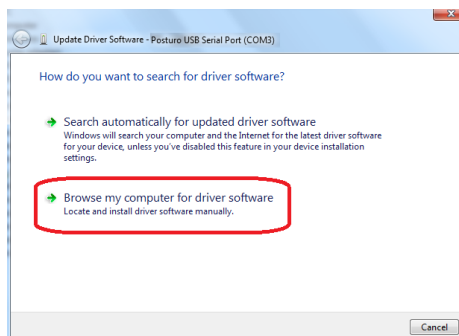 Update Driver Software - Posturo USB Serial Port (COM3)
How do you want to search for driver software?
Search automatically for updated driver software
Windows will search your computer and the Internet for the latest driver software
for your device, unless you've disabled this feature in your device installation
settings.
Browse my computer for driver software
Locate and install driver software manually.
Cancel